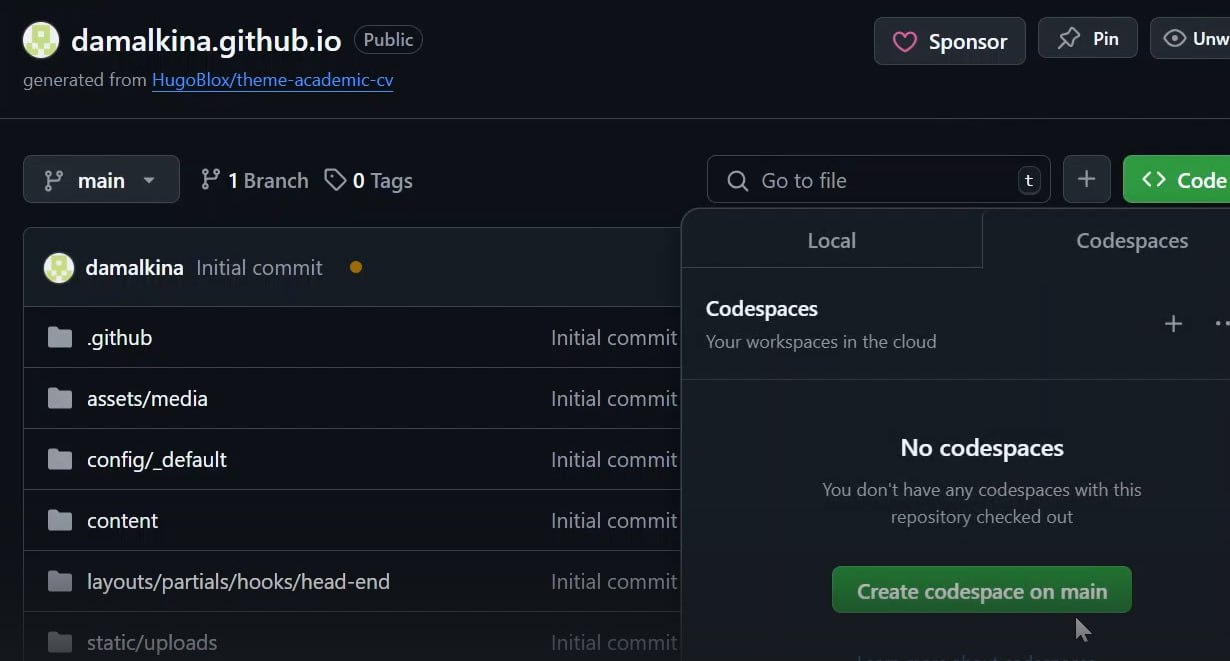 damalkina.github.io Public
Sponsor
Pin
Unw
generated from HugoBlox/theme-academic-cv
main
1 Branch
0 Tags
Go to file
t
Code
Local
Codespaces
damalkina Initial commit
Codespaces
Your workspaces in the cloud
.github Initial commit
assets/media Initial commit
config/_default Initial commit
content Initial commit
layouts/partials/hooks/head-end Initial commit
static/uploads Initial commit
No codespaces
You don't have any codespaces with this
repository checked out
Create codespace on main